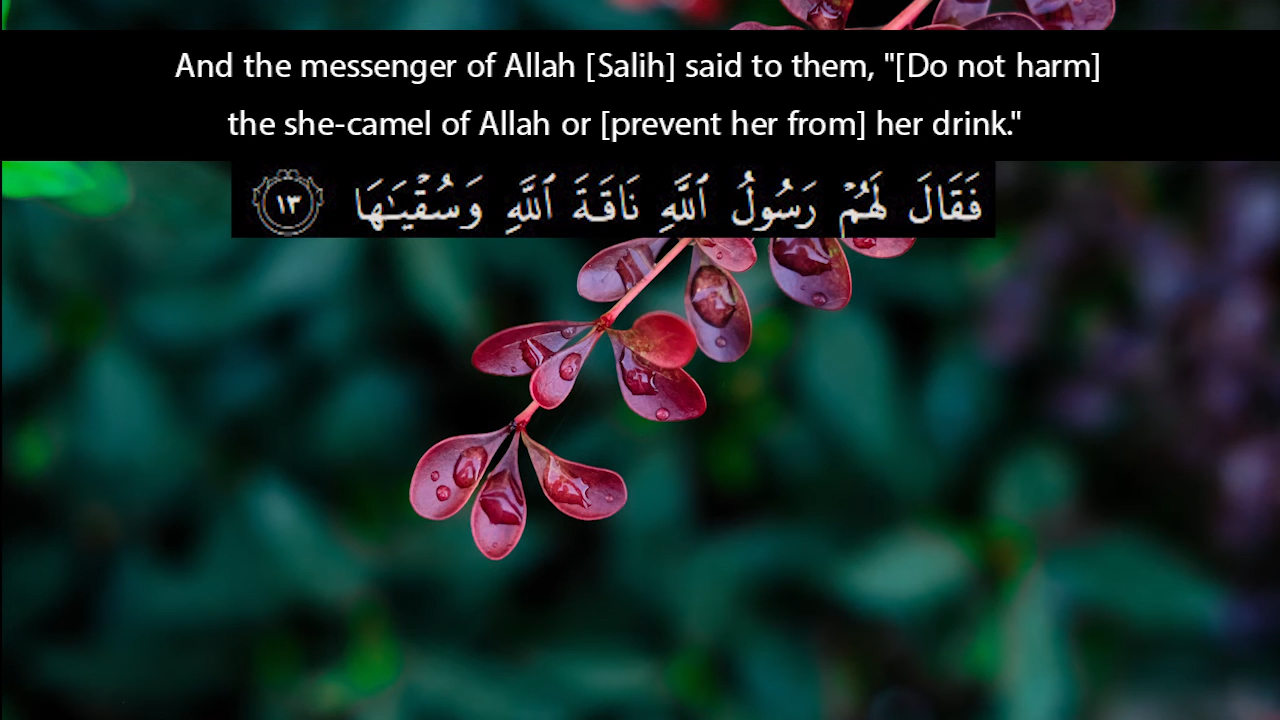 And the messenger of Allah [Salih] said to them, "[Do not harm]
the she-camel of Allah or [prevent her from] her drink."
فَقَالَ لَهُمْ رَسُولُ ٱللَّهِ نَاقَةَ ٱللَّهِ وَسُقْيَـٰهَا ١٣